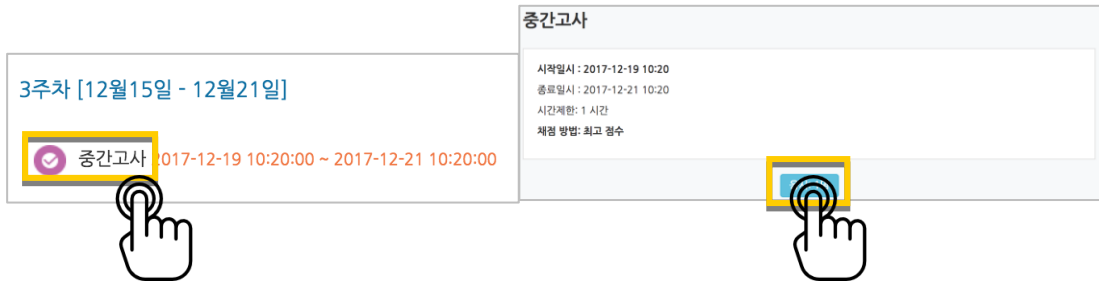 3주차 [12월15일 - 12월21일]
중간고사 2017-12-19 10:20:00 ~ 2017-12-21 10:20:00
중간고사
시작일시 : 2017-12-19 10:20
종료일시 : 2017-12-21 10:20
시간제한: 1 시간
채점 방법: 최고 점수